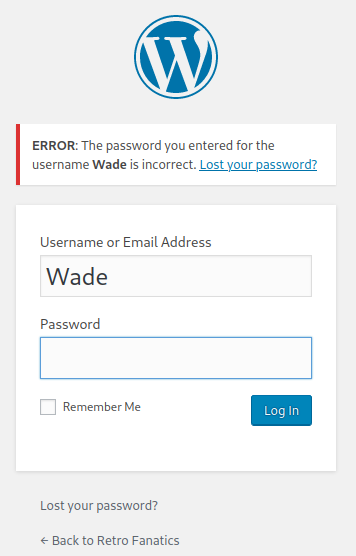 ERROR: The password you entered for the
username Wade is incorrect. Lost your password?
Username or Email Address
Wade
Password
Remember Me
Log In
Lost your password?
← Back to Retro Fanatics